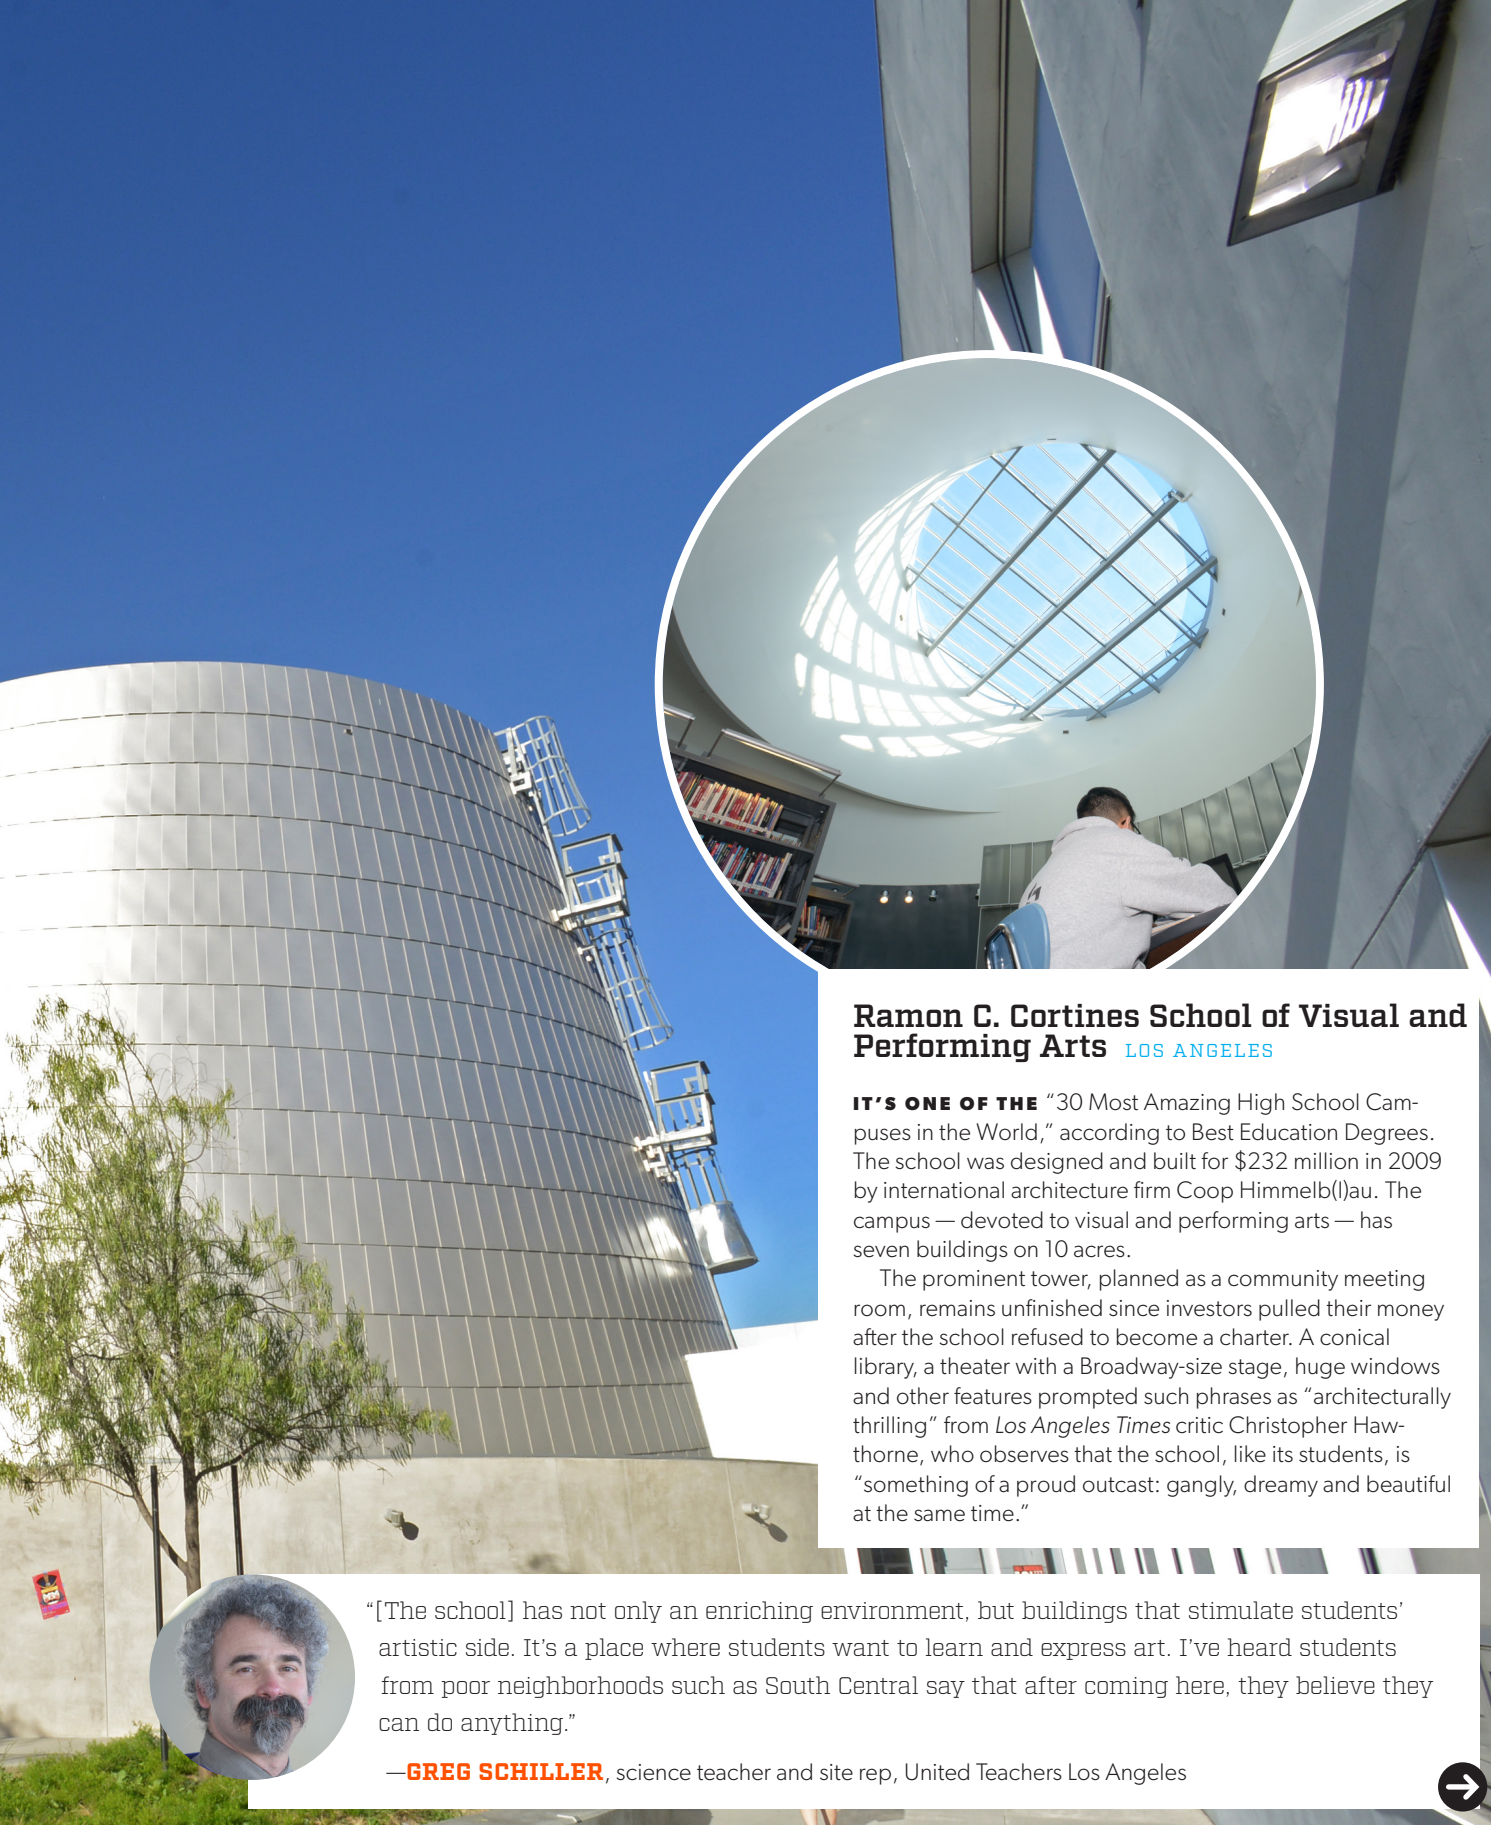 Ramon C. Cortines School of Visual and
Performing Arts LOS ANGELES
IT'S ONE OF THE “30 Most Amazing High School Cam-
puses in the World,” according to Best Education Degrees.
The school was designed and built for $232 million in 2009
by international architecture firm Coop Himmelb(l)au. The
campus — devoted to visual and performing arts — has
seven buildings on 10 acres.
The prominent tower, planned as a community meeting
room, remains unfinished since investors pulled their money
after the school refused to become a charter. A conical
library, a theater with a Broadway-size stage, huge windows
and other features prompted such phrases as “architecturally
thrilling” from Los Angeles Times critic Christopher Haw-
thorne, who observes that the school, like its students, is
“something of a proud outcast: gangly, dreamy and beautiful
at the same time.”
“[The school] has not only an enriching environment, but buildings that stimulate students’
artistic side. It’s a place where students want to learn and express art. I’ve heard students
from poor neighborhoods such as South Central say that after coming here, they believe they
can do anything.”
—GREG SCHILLER, science teacher and site rep, United Teachers Los Angeles